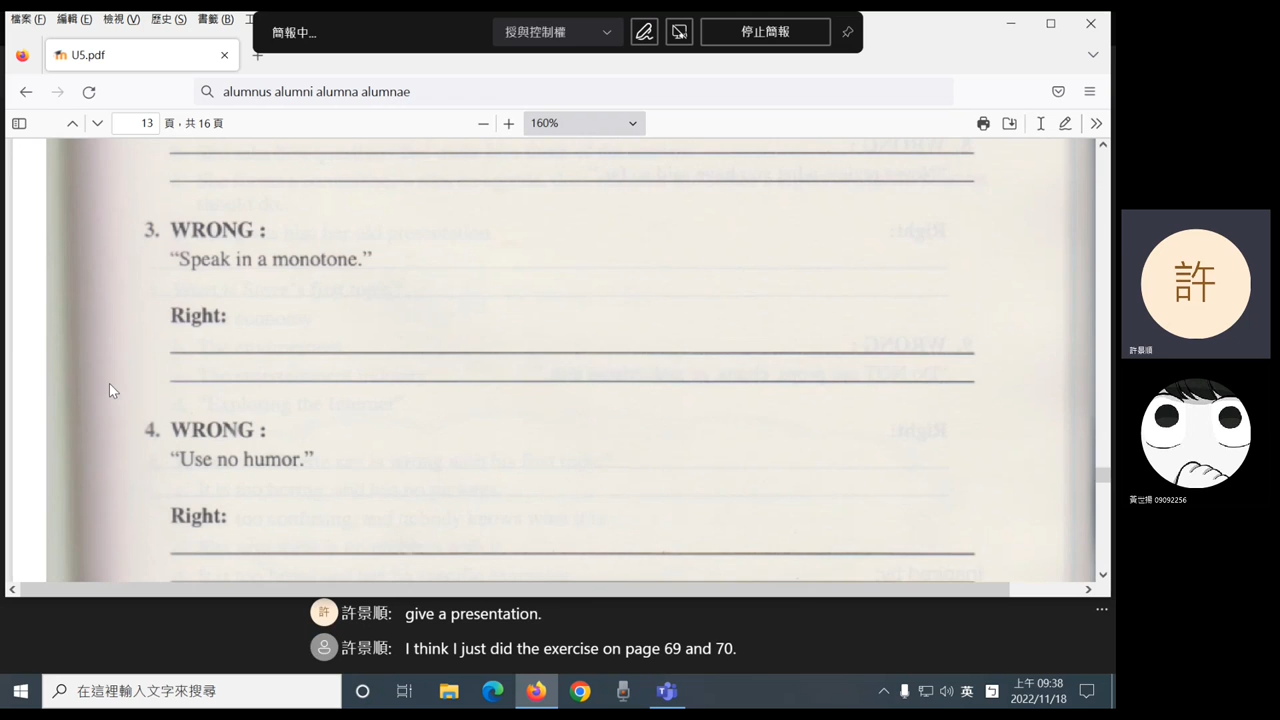 檔案(F) 編輯(E) 檢視(V) 歷史(S) 書籤(B)
簡報中...
授與控制權
停止簡報
U5.pdf
alumnus alumni alumna alumnae
13 頁，共 16 頁
160%
3. WRONG :
“Speak in a monotone.”
Right:
4. WRONG :
“Use no humor.”
Right:
許
許景順
黃世揚 09092256
許 許景順: give a presentation.
許景順: I think I just did the exercise on page 69 and 70.
在這裡輸入文字來搜尋
英
上午 09:38
2022/11/18